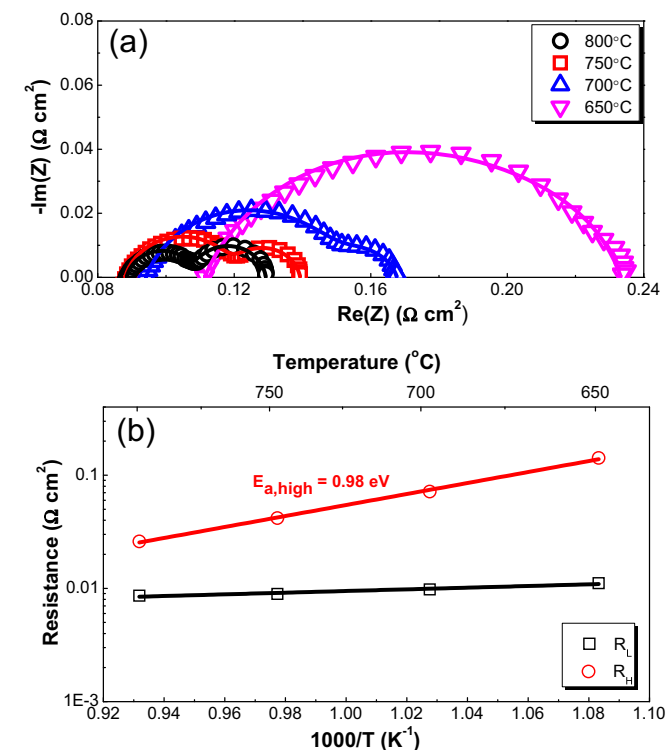 (a)
800°C
750°C
700°C
650°C
0.08
0.06
0.04
0.02
0.00
-Im(Z) (Ω cm²)
0.08 0.12 0.16 0.20 0.24
Re(Z) (Ω cm²)
Temperature (°C)
750 700 650
(b)
E_a,high = 0.98 eV
0.1
0.01
1E-3
Resistance (Ω cm²)
R_L
R_H
0.92 0.94 0.96 0.98 1.00 1.02 1.04 1.06 1.08 1.10
1000/T (K⁻¹)